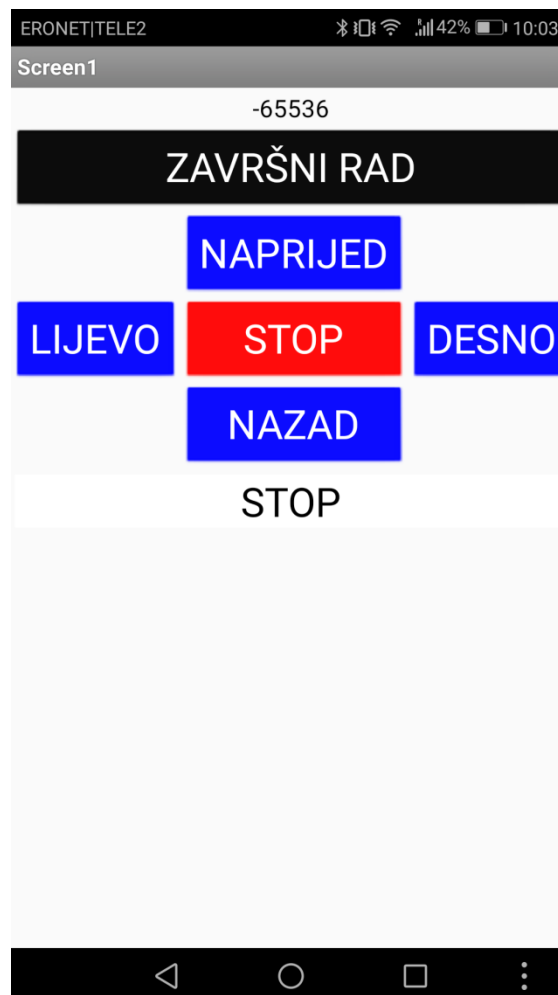 ERONET|TELE2 42% 10:03
Screen1
-65536
ZAVRŠNI RAD
NAPRIJED
LIJEVO STOP DESNO
NAZAD
STOP